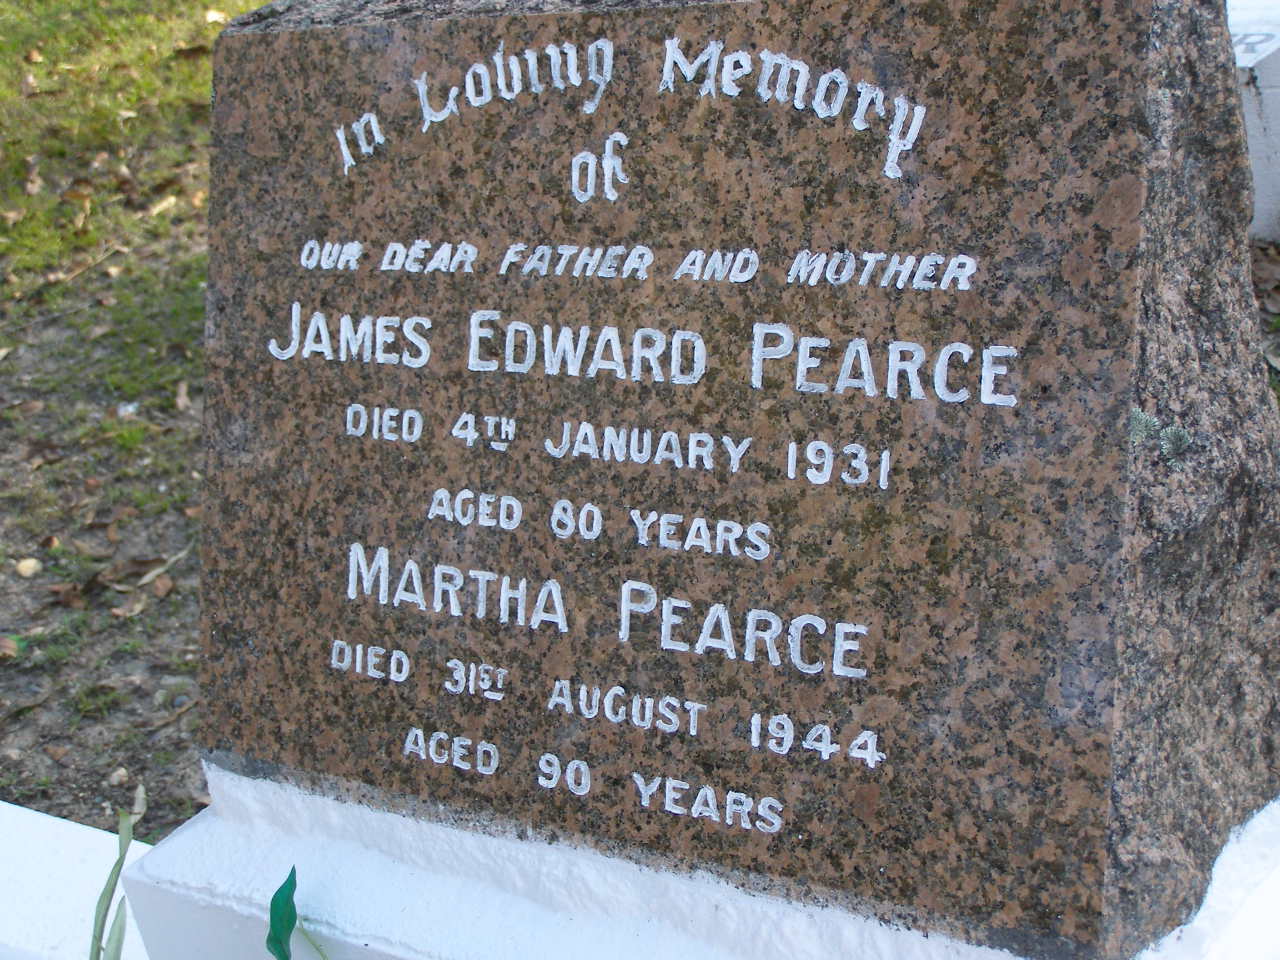 In Loving Memory
of
OUR DEAR FATHER AND MOTHER
JAMES EDWARD PEARCE
DIED 4TH JANUARY 1931
AGED 80 YEARS
MARTHA PEARCE
DIED 31ST AUGUST 1944
AGED 90 YEARS